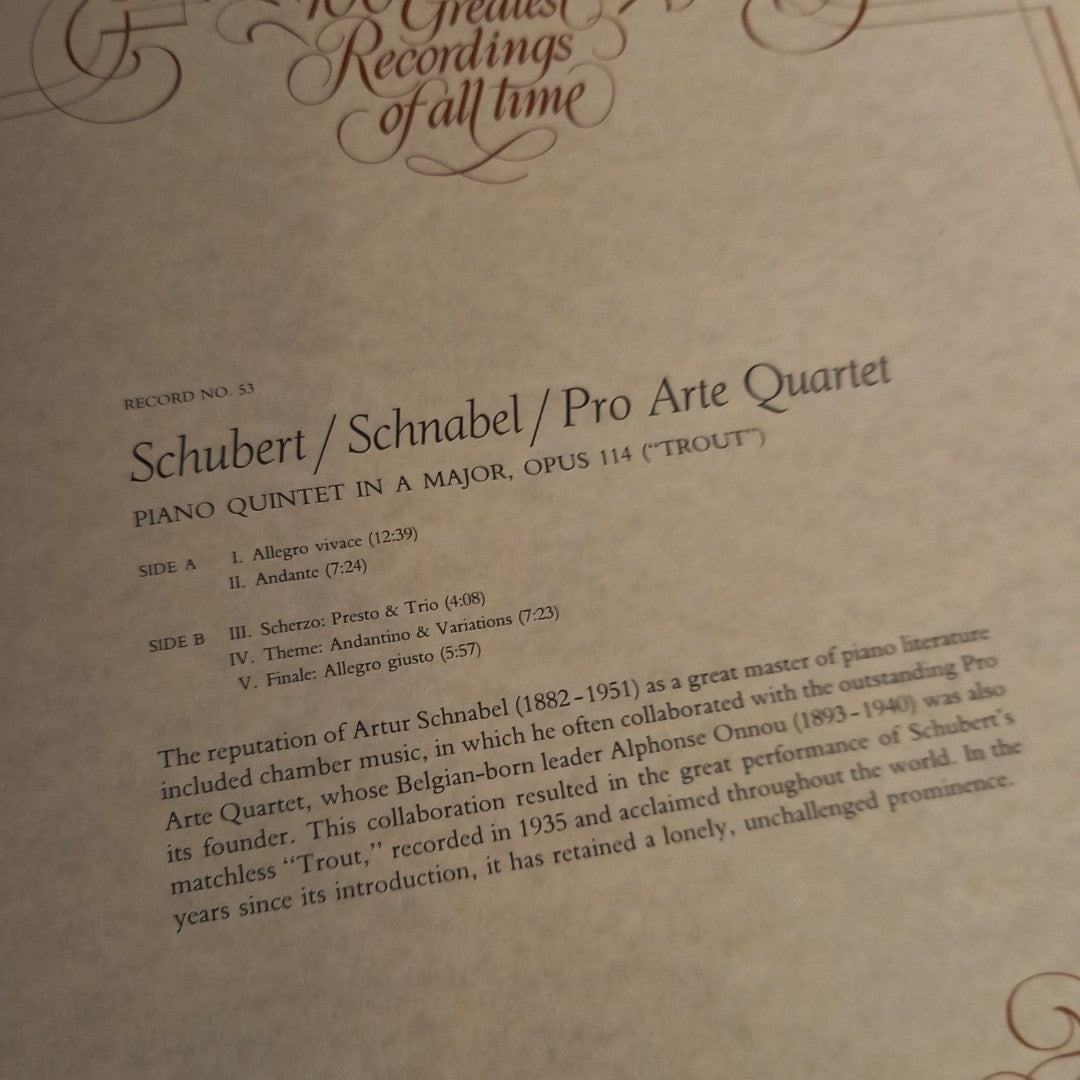 100 Greatest
Recordings
of all time
RECORD NO. 53
Schubert / Schnabel / Pro Arte Quartet
PIANO QUINTET IN A MAJOR, OPUS 114 (“TROUT”)
SIDE A I. Allegro vivace (12:39)
II. Andante (7:24)
SIDE B III. Scherzo: Presto & Trio (4:08)
IV. Theme: Andantino & Variations (7:23)
V. Finale: Allegro giusto (5:57)
The reputation of Artur Schnabel (1882–1951) as a great master of piano literature
included chamber music, in which he often collaborated with the outstanding Pro
Arte Quartet, whose Belgian-born leader Alphonse Onnou (1893–1940) was also
its founder. This collaboration resulted in the great performance of Schubert's
matchless “Trout,” recorded in 1935 and acclaimed throughout the world. In the
years since its introduction, it has retained a lonely, unchallenged prominence.